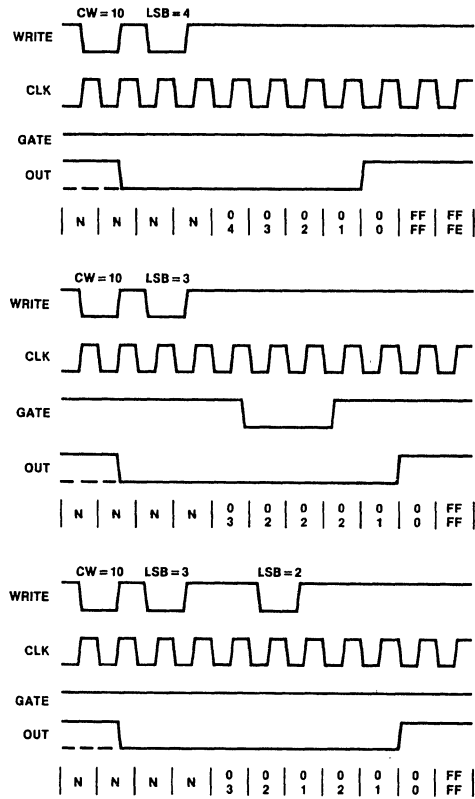 CW=10 LSB=4
WRITE
CLK
GATE
OUT
N N N N 0 0 0 0 0 FF FF
4 3 2 1 0 FF FE
CW=10 LSB=3
WRITE
CLK
GATE
OUT
N N N N 0 0 0 0 0 0 FF
3 2 2 2 1 0 FF
CW=10 LSB=3 LSB=2
WRITE
CLK
GATE
OUT
N N N N 0 0 0 0 0 0 FF
3 2 1 2 1 0 FF